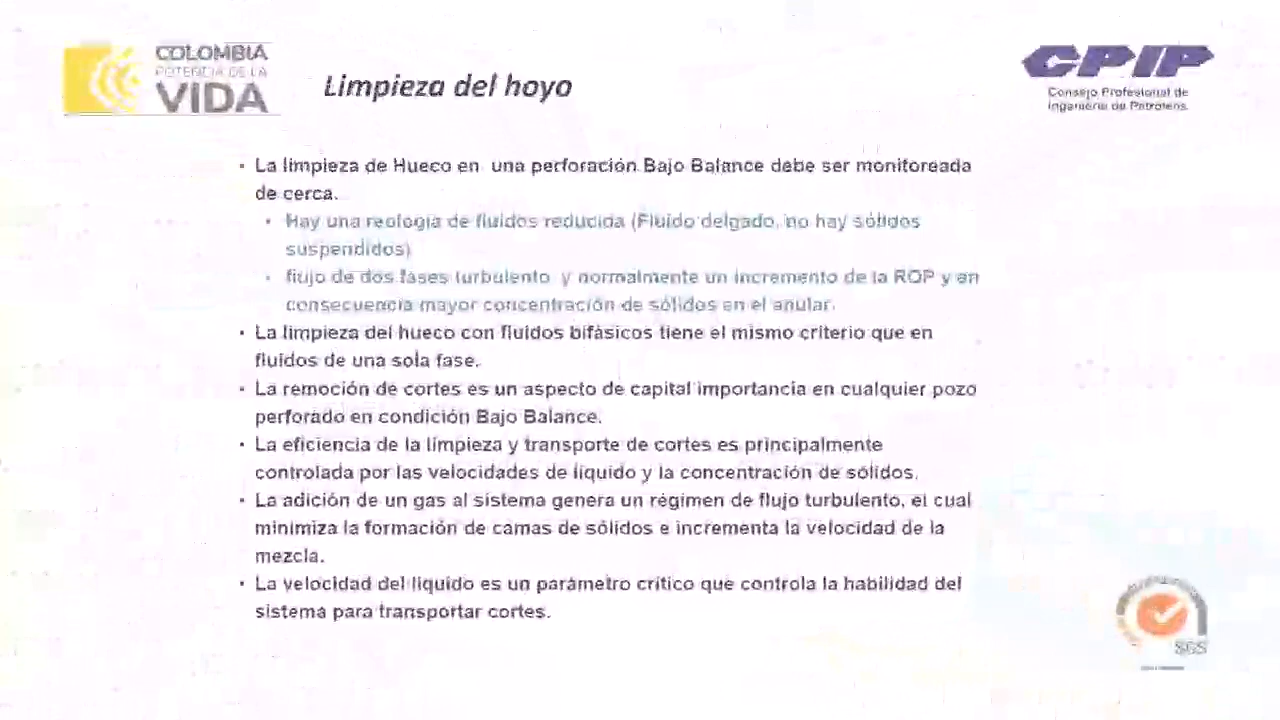 COLOMBIA
POTENCIA DE LA
VIDA
Limpieza del hoyo
CPIP
Consejo Profesional de
Ingeniería de Petróleos
• La limpieza de Hueco en una perforación Bajo Balance debe ser monitoreada
de cerca.
• Hay una reología de fluidos reducida (Fluido delgado, no hay sólidos
suspendidos)
• flujo de dos fases turbulento y normalmente un incremento de la ROP y en
consecuencia mayor concentración de sólidos en el anular.
• La limpieza del hueco con fluidos bifásicos tiene el mismo criterio que en
fluidos de una sola fase.
• La remoción de cortes es un aspecto de capital importancia en cualquier pozo
perforado en condición Bajo Balance.
• La eficiencia de la limpieza y transporte de cortes es principalmente
controlada por las velocidades de líquido y la concentración de sólidos.
• La adición de un gas al sistema genera un régimen de flujo turbulento, el cual
minimiza la formación de camas de sólidos e incrementa la velocidad de la
mezcla.
• La velocidad del líquido es un parámetro crítico que controla la habilidad del
sistema para transportar cortes.
SGS